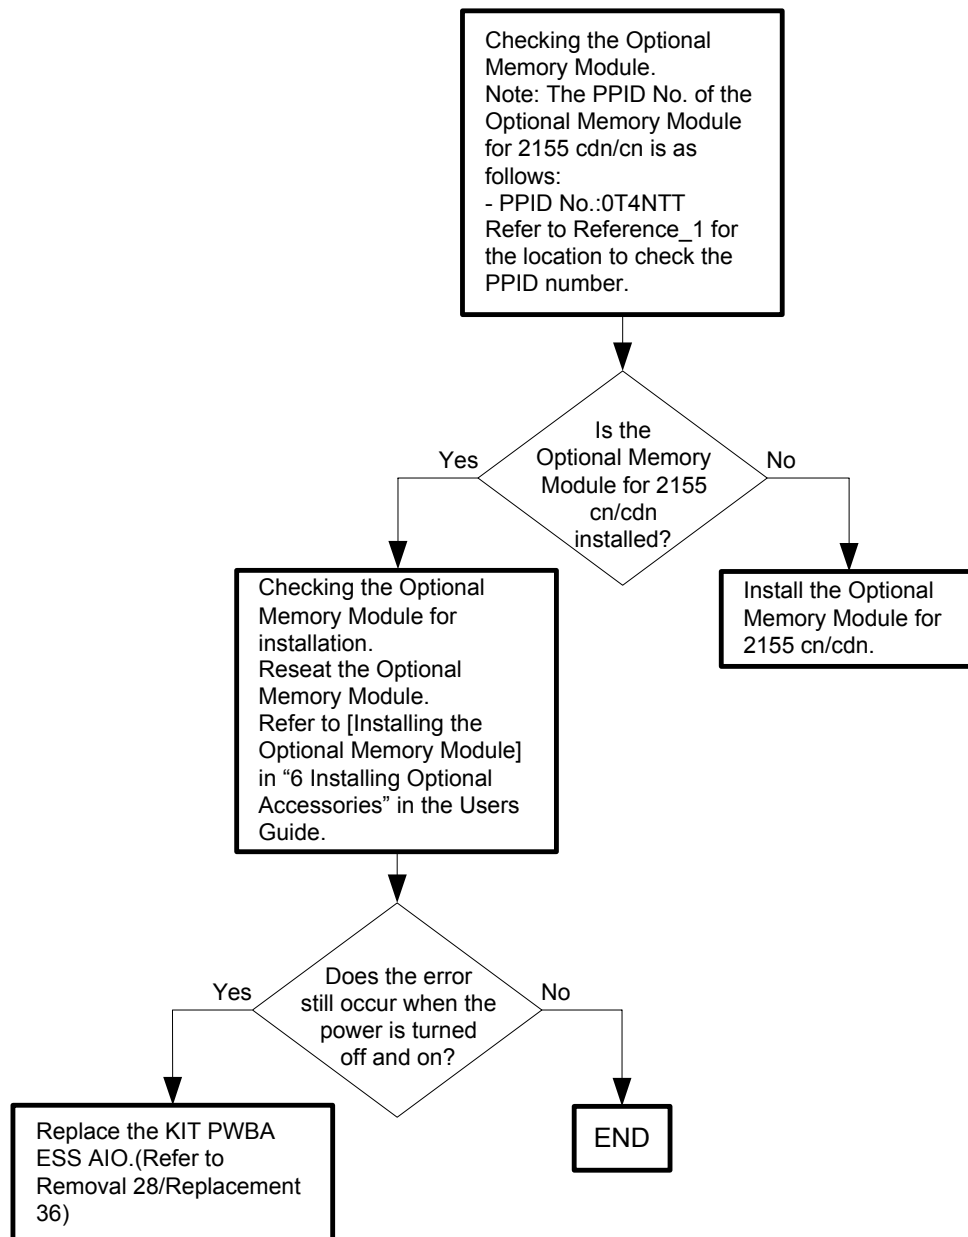 Checking the Optional
Memory Module.
Note: The PPID No. of the
Optional Memory Module
for 2155 cdn/cn is as
follows:
- PPID No.:0T4NTT
Refer to Reference_1 for
the location to check the
PPID number.
Is the
Optional Memory
Module for 2155
cn/cdn
installed?
Yes
No
Checking the Optional
Memory Module for
installation.
Reseat the Optional
Memory Module.
Refer to [Installing the
Optional Memory Module]
in “6 Installing Optional
Accessories” in the Users
Guide.
Install the Optional
Memory Module for
2155 cn/cdn.
Does the error
still occur when the
power is turned
off and on?
Yes
No
Replace the KIT PWBA
ESS AIO.(Refer to
Removal 28/Replacement
36)
END